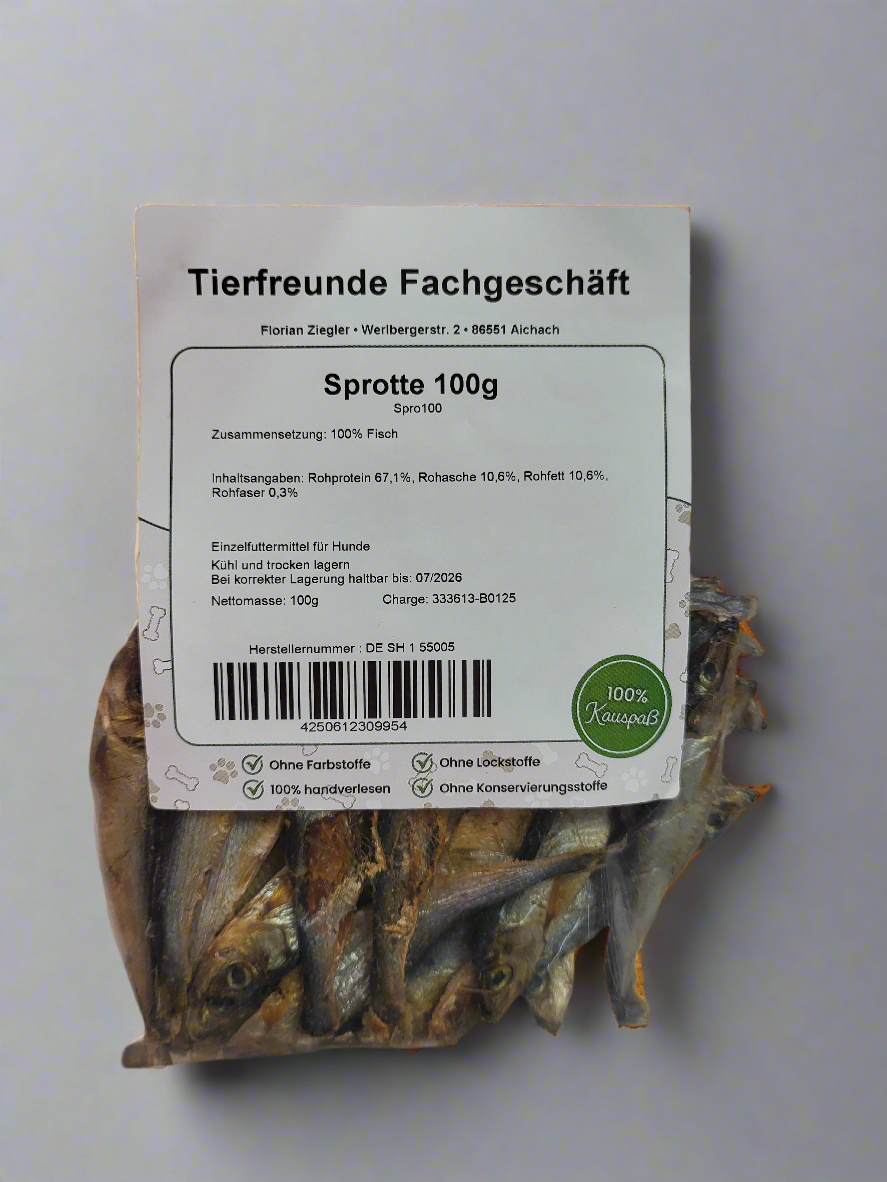 Tierfreunde Fachgeschäft
Florian Ziegler • Werlbergerstr. 2 • 86551 Aichach
Sprotte 100g
Spro100
Zusammensetzung: 100% Fisch
Inhaltsangaben: Rohprotein 67,1%, Rohasche 10,6%, Rohfett 10,6%,
Rohfaser 0,3%
Einzelfuttermittel für Hunde
Kühl und trocken lagern
Bei korrekter Lagerung haltbar bis: 07/2026
Nettomasse: 100g Charge: 333613-B0125
Herstellernummer : DE SH 1 55005
4250612309954
100%
Kauspaß
Ohne Farbstoffe Ohne Lockstoffe
100% handverlesen Ohne Konservierungsstoffe